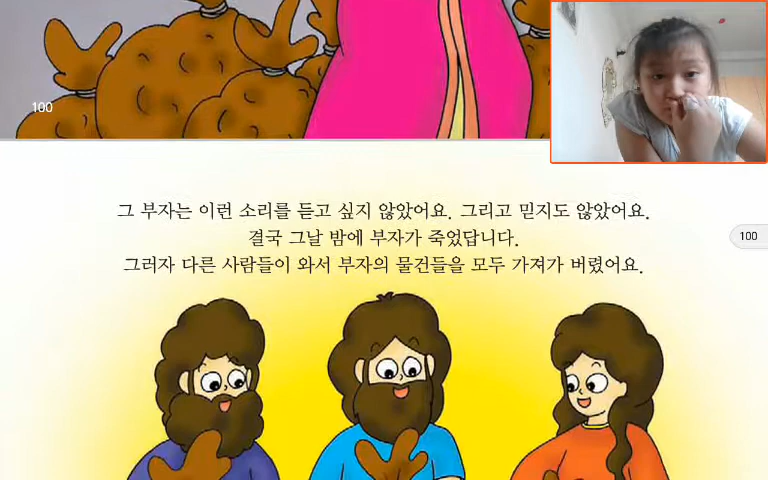 100
그 부자는 이런 소리를 듣고 싶지 않았어요. 그리고 믿지도 않았어요.
100
결국 그날 밤에 부자가 죽었답니다.
그러자 다른 사람들이 와서 부자의 물건들을 모두 가져가 버렸어요.